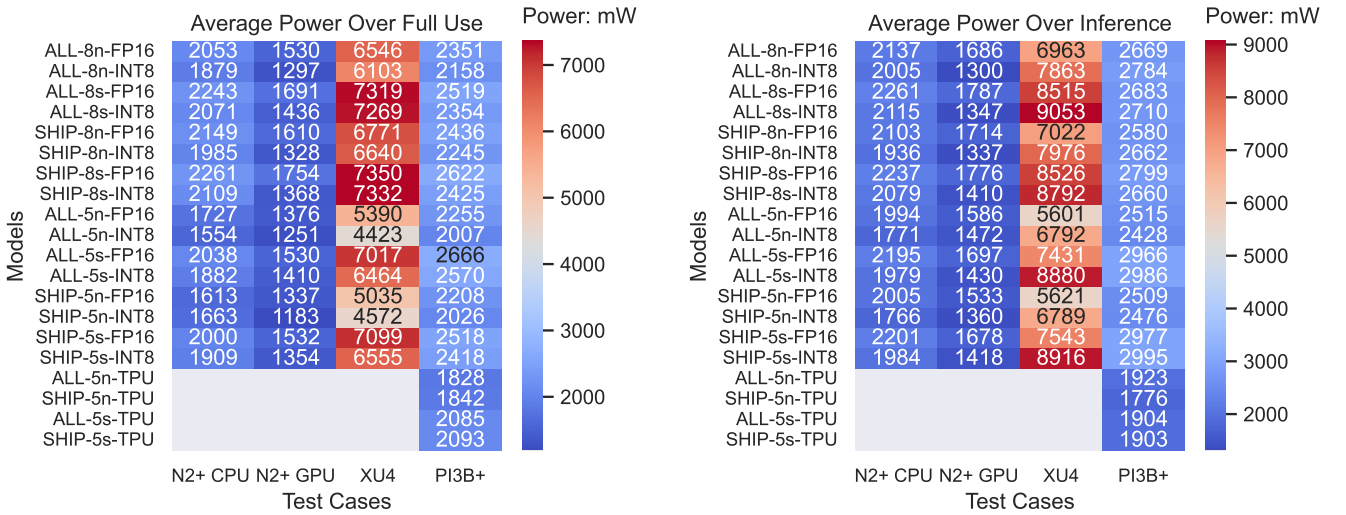 Average Power Over Full Use
Power: mW
ALL-8n-FP16 2053 1530 6546 2351
ALL-8n-INT8 1879 1297 6103 2158
ALL-8s-FP16 2243 1691 7319 2519
ALL-8s-INT8 2071 1436 7269 2354
SHIP-8n-FP16 2149 1610 6771 2436
SHIP-8n-INT8 1985 1328 6640 2245
SHIP-8s-FP16 2261 1754 7350 2622
SHIP-8s-INT8 2109 1368 7332 2425
ALL-5n-FP16 1727 1376 5390 2255
ALL-5n-INT8 1554 1251 4423 2007
ALL-5s-FP16 2038 1530 7017 2666
ALL-5s-INT8 1882 1410 6464 2570
SHIP-5n-FP16 1613 1337 5035 2208
SHIP-5n-INT8 1663 1183 4572 2026
SHIP-5s-FP16 2000 1532 7099 2518
SHIP-5s-INT8 1909 1354 6555 2418
ALL-5n-TPU 1828
SHIP-5n-TPU 1842
ALL-5s-TPU 2085
SHIP-5s-TPU 2093
Models
N2+ CPU N2+ GPU XU4 PI3B+
Test Cases
7000
6000
5000
4000
3000
2000
Average Power Over Inference
Power: mW
ALL-8n-FP16 2137 1686 6963 2669
ALL-8n-INT8 2005 1300 7863 2784
ALL-8s-FP16 2261 1787 8515 2683
ALL-8s-INT8 2115 1347 9053 2710
SHIP-8n-FP16 2103 1714 7022 2580
SHIP-8n-INT8 1936 1337 7976 2662
SHIP-8s-FP16 2237 1776 8526 2799
SHIP-8s-INT8 2079 1410 8792 2660
ALL-5n-FP16 1994 1586 5601 2515
ALL-5n-INT8 1771 1472 6792 2428
ALL-5s-FP16 2195 1697 7431 2966
ALL-5s-INT8 1979 1430 8880 2986
SHIP-5n-FP16 2005 1533 5621 2509
SHIP-5n-INT8 1766 1360 6789 2476
SHIP-5s-FP16 2201 1678 7543 2977
SHIP-5s-INT8 1984 1418 8916 2995
ALL-5n-TPU 1923
SHIP-5n-TPU 1776
ALL-5s-TPU 1904
SHIP-5s-TPU 1903
Models
N2+ CPU N2+ GPU XU4 PI3B+
Test Cases
9000
8000
7000
6000
5000
4000
3000
2000